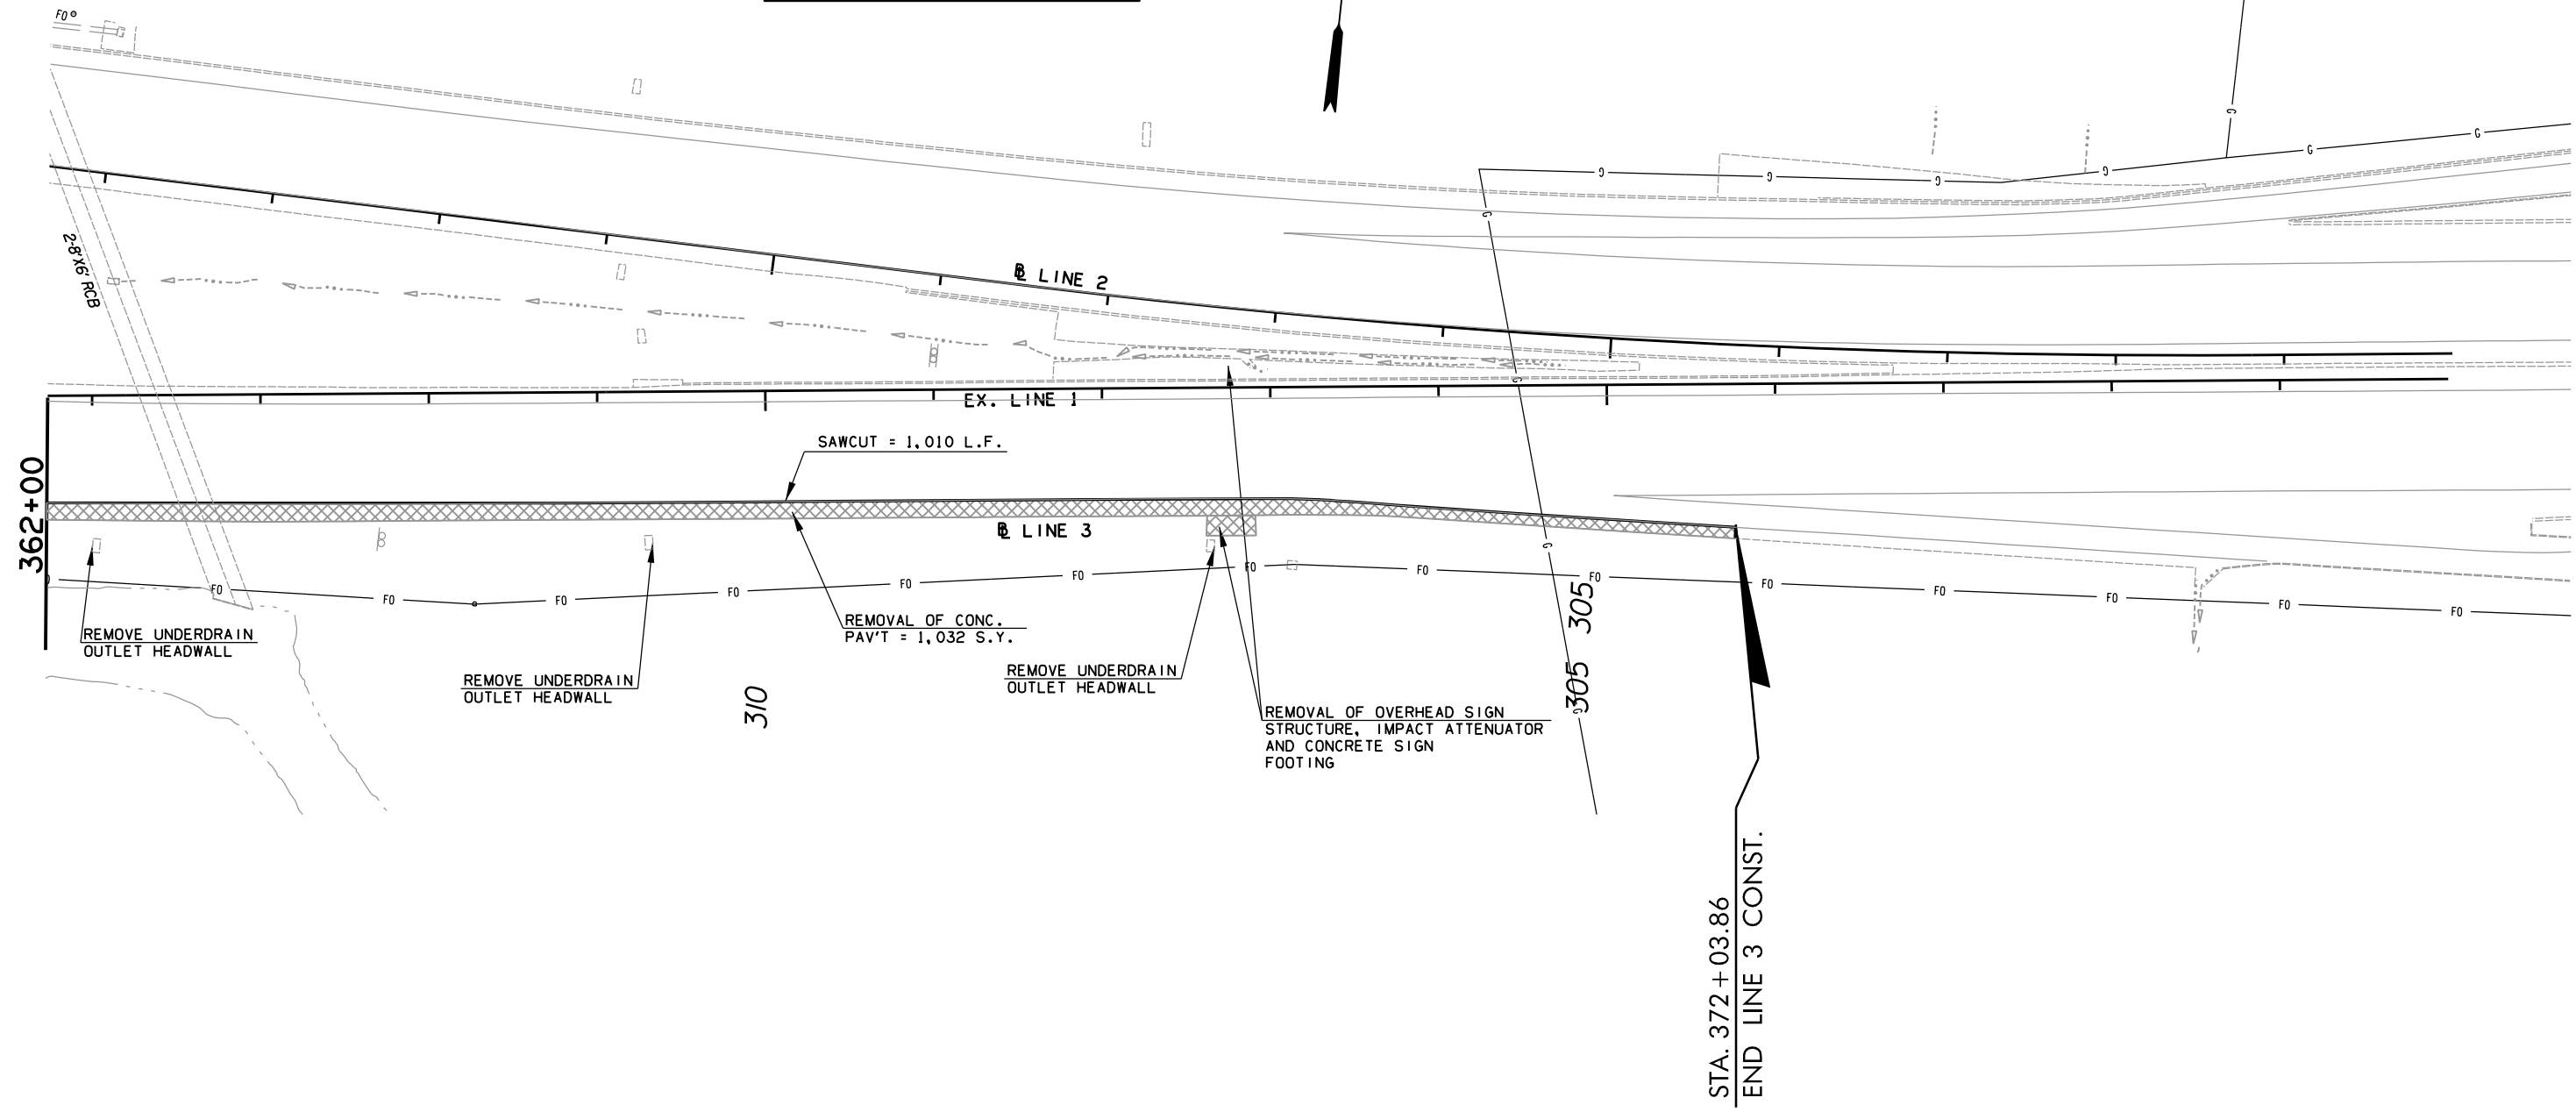 FO
G
G
G
G
G
G
G
G
2-8'X6' RCB
BL LINE 2
G
EX. LINE 1
SAWCUT = 1,010 L.F.
362+00
BL LINE 3
G
FO
FO
FO
FO
FO
FO
FO
FO
FO
FO
FO
FO
FO
FO
REMOVAL OF CONC.
PAV'T = 1,032 S.Y.
REMOVE UNDERDRAIN
OUTLET HEADWALL
REMOVE UNDERDRAIN
OUTLET HEADWALL
REMOVE UNDERDRAIN
OUTLET HEADWALL
305
305
310
G
REMOVAL OF OVERHEAD SIGN
STRUCTURE, IMPACT ATTENUATOR
AND CONCRETE SIGN
FOOTING
STA. 372+03.86
END LINE 3 CONST.